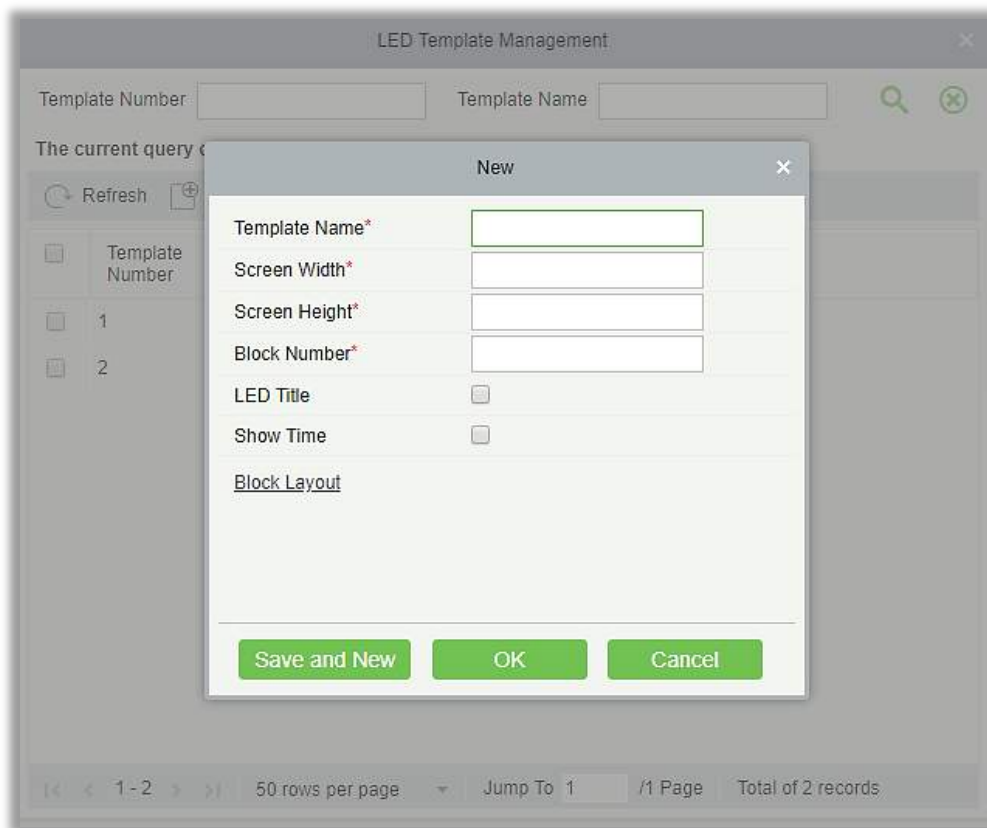 LED Template Management
Template Number Template Name
The current query
New
Refresh
Template Name*
Screen Width*
Screen Height*
Block Number*
LED Title
Show Time
Block Layout
Template
Number
1
2
Save and New OK Cancel
1 - 2 50 rows per page Jump To 1 /1 Page Total of 2 records